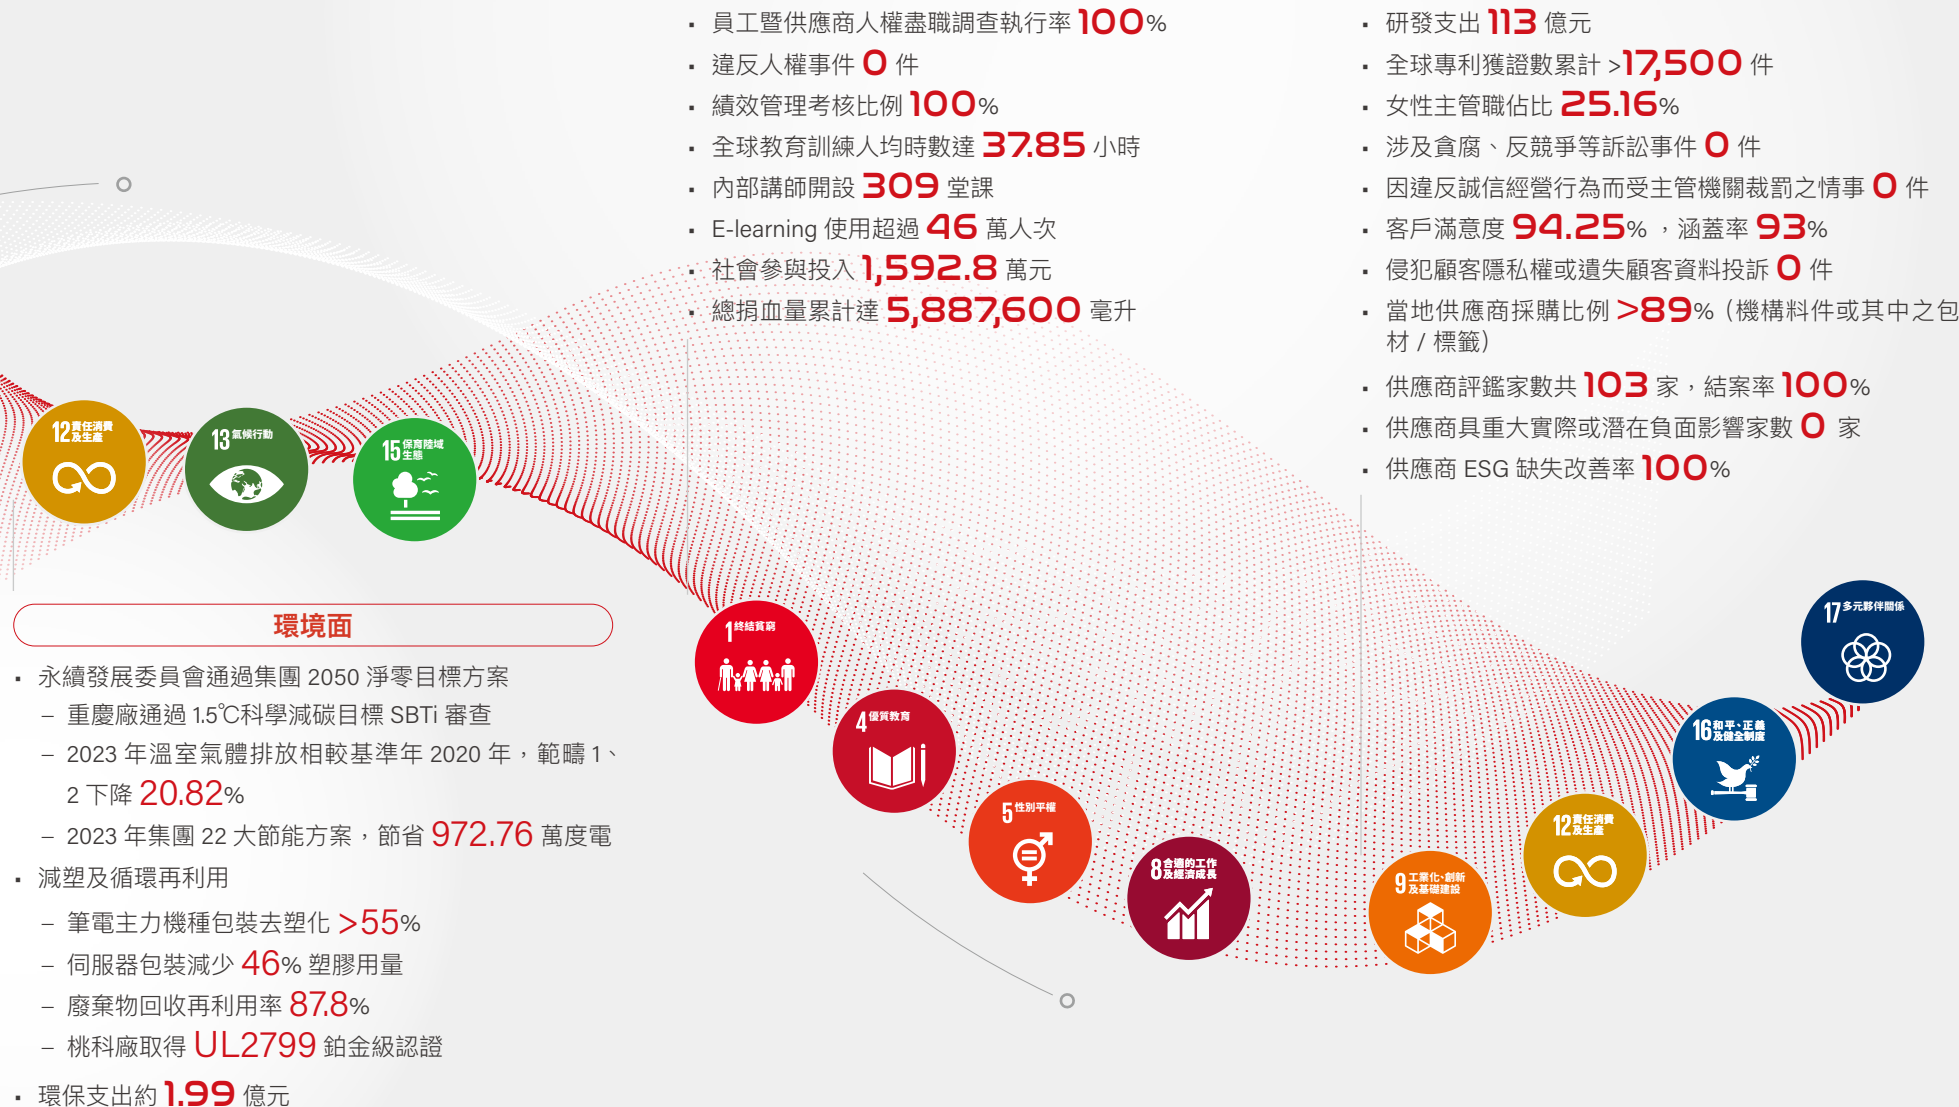 員工暨供應商人權盡職調查執行率 100%
違反人權事件 0 件
績效管理考核比例 100%
全球教育訓練人均時數達 37.85 小時
內部講師開設 309 堂課
E-learning 使用超過 46 萬人次
社會參與投入 1,592.8 萬元
總捐血量累計達 5,887,600 毫升
研發支出 113 億元
全球專利獲證數累計 >17,500 件
女性主管職佔比 25.16%
涉及貪腐、反競爭等訴訟事件 0 件
因違反誠信經營行為而受主管機關裁罰之情事 0 件
客戶滿意度 94.25% ，涵蓋率 93%
侵犯顧客隱私權或遺失顧客資料投訴 0 件
當地供應商採購比例 >89%（機構料件或其中之包
材 / 標籤）
供應商評鑑家數共 103 家，結案率 100%
供應商具重大實際或潛在負面影響家數 0 家
供應商 ESG 缺失改善率 100%
12 責任消費
及生產
13 氣候行動
15 保育陸域
生態
環境面
永續發展委員會通過集團 2050 淨零目標方案
– 重慶廠通過 1.5℃科學減碳目標 SBTi 審查
– 2023 年溫室氣體排放相較基準年 2020 年，範疇 1、
2 下降 20.82%
– 2023 年集團 22 大節能方案，節省 972.76 萬度電
減塑及循環再利用
– 筆電主力機種包裝去塑化 >55%
– 伺服器包裝減少 46% 塑膠用量
– 廢棄物回收再利用率 87.8%
– 桃科廠取得 UL2799 鉑金級認證
環保支出約 1.99 億元
1 終結貧窮
4 優質教育
5 性別平權
8 合適的工作
及經濟成長
9 工業化、創新
及基礎建設
12 責任消費
及生產
16 和平、正義
及健全制度
17 多元夥伴關係